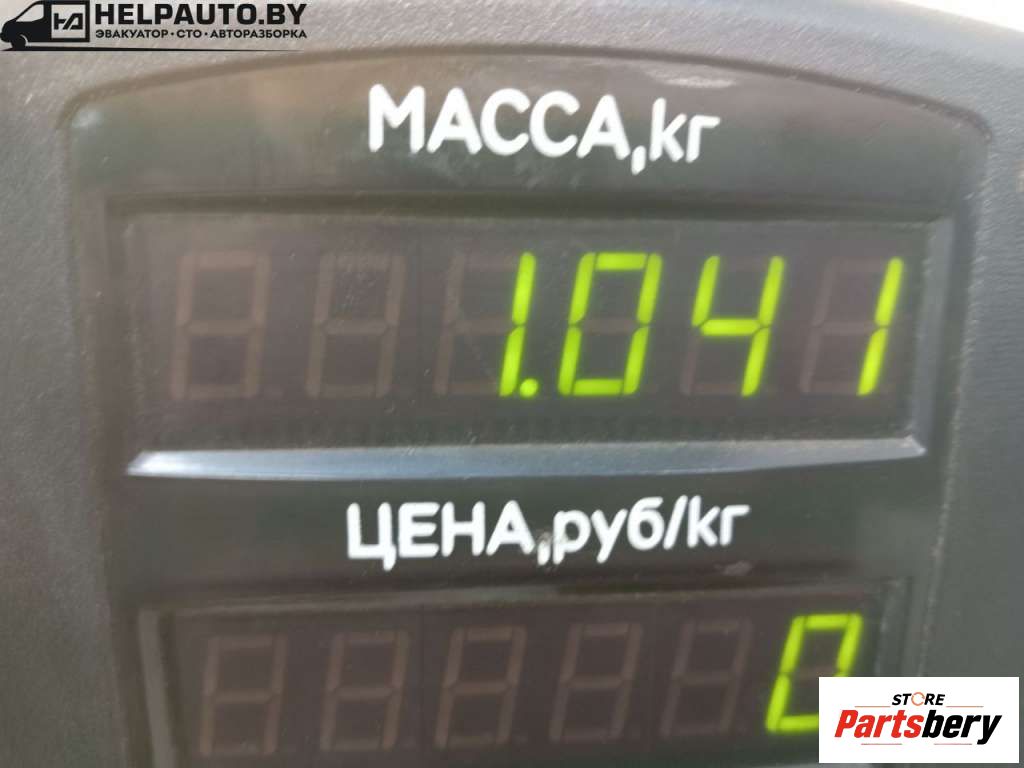 HELPAUTO.BY
ЭВАКУАТОР · СТО · АВТОРАЗБОРКА
МАССА,кг
1.041
ЦЕНА,руб/кг
0
STORE
Partsbery